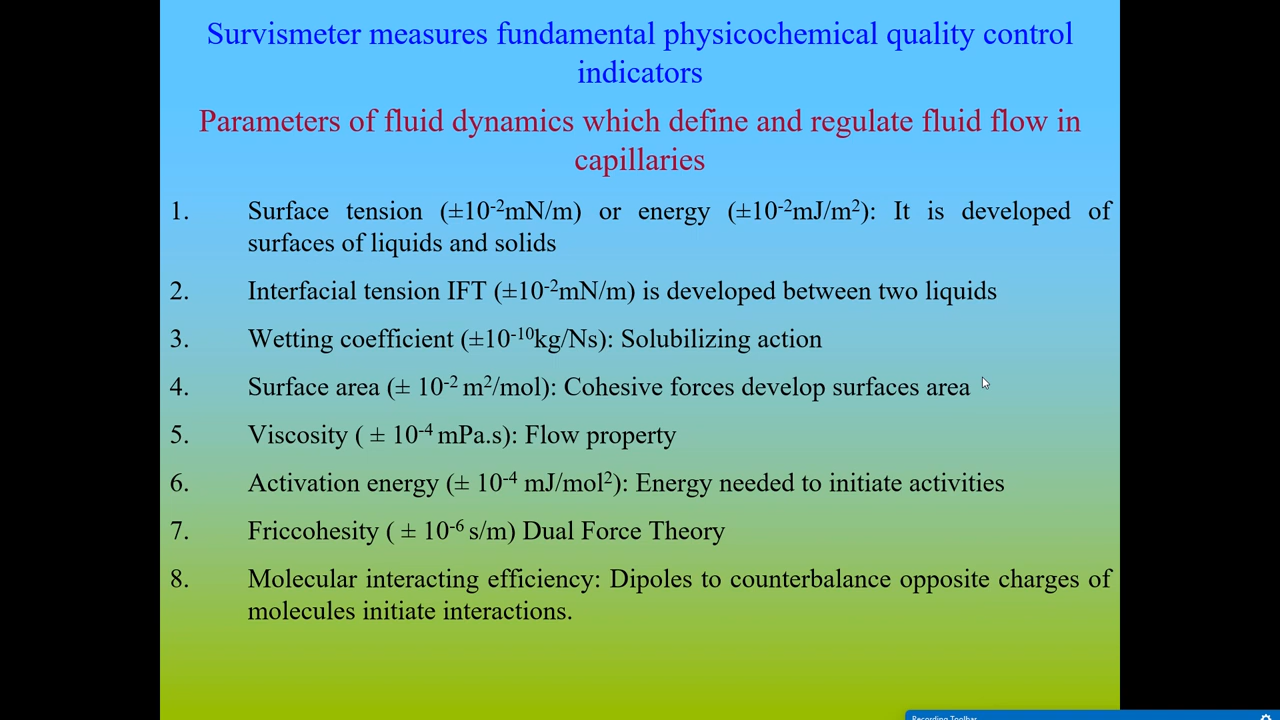 Survismeter measures fundamental physicochemical quality control
indicators
Parameters of fluid dynamics which define and regulate fluid flow in
capillaries
1. Surface tension (±10⁻²mN/m) or energy (±10⁻²mJ/m²): It is developed of
surfaces of liquids and solids
2. Interfacial tension IFT (±10⁻²mN/m) is developed between two liquids
3. Wetting coefficient (±10⁻¹⁰kg/Ns): Solubilizing action
4. Surface area (± 10⁻² m²/mol): Cohesive forces develop surfaces area
5. Viscosity ( ± 10⁻⁴ mPa.s): Flow property
6. Activation energy (± 10⁻⁴ mJ/mol²): Energy needed to initiate activities
7. Friccohesity ( ± 10⁻⁶ s/m) Dual Force Theory
8. Molecular interacting efficiency: Dipoles to counterbalance opposite charges of
molecules initiate interactions.
Recording Toolbar